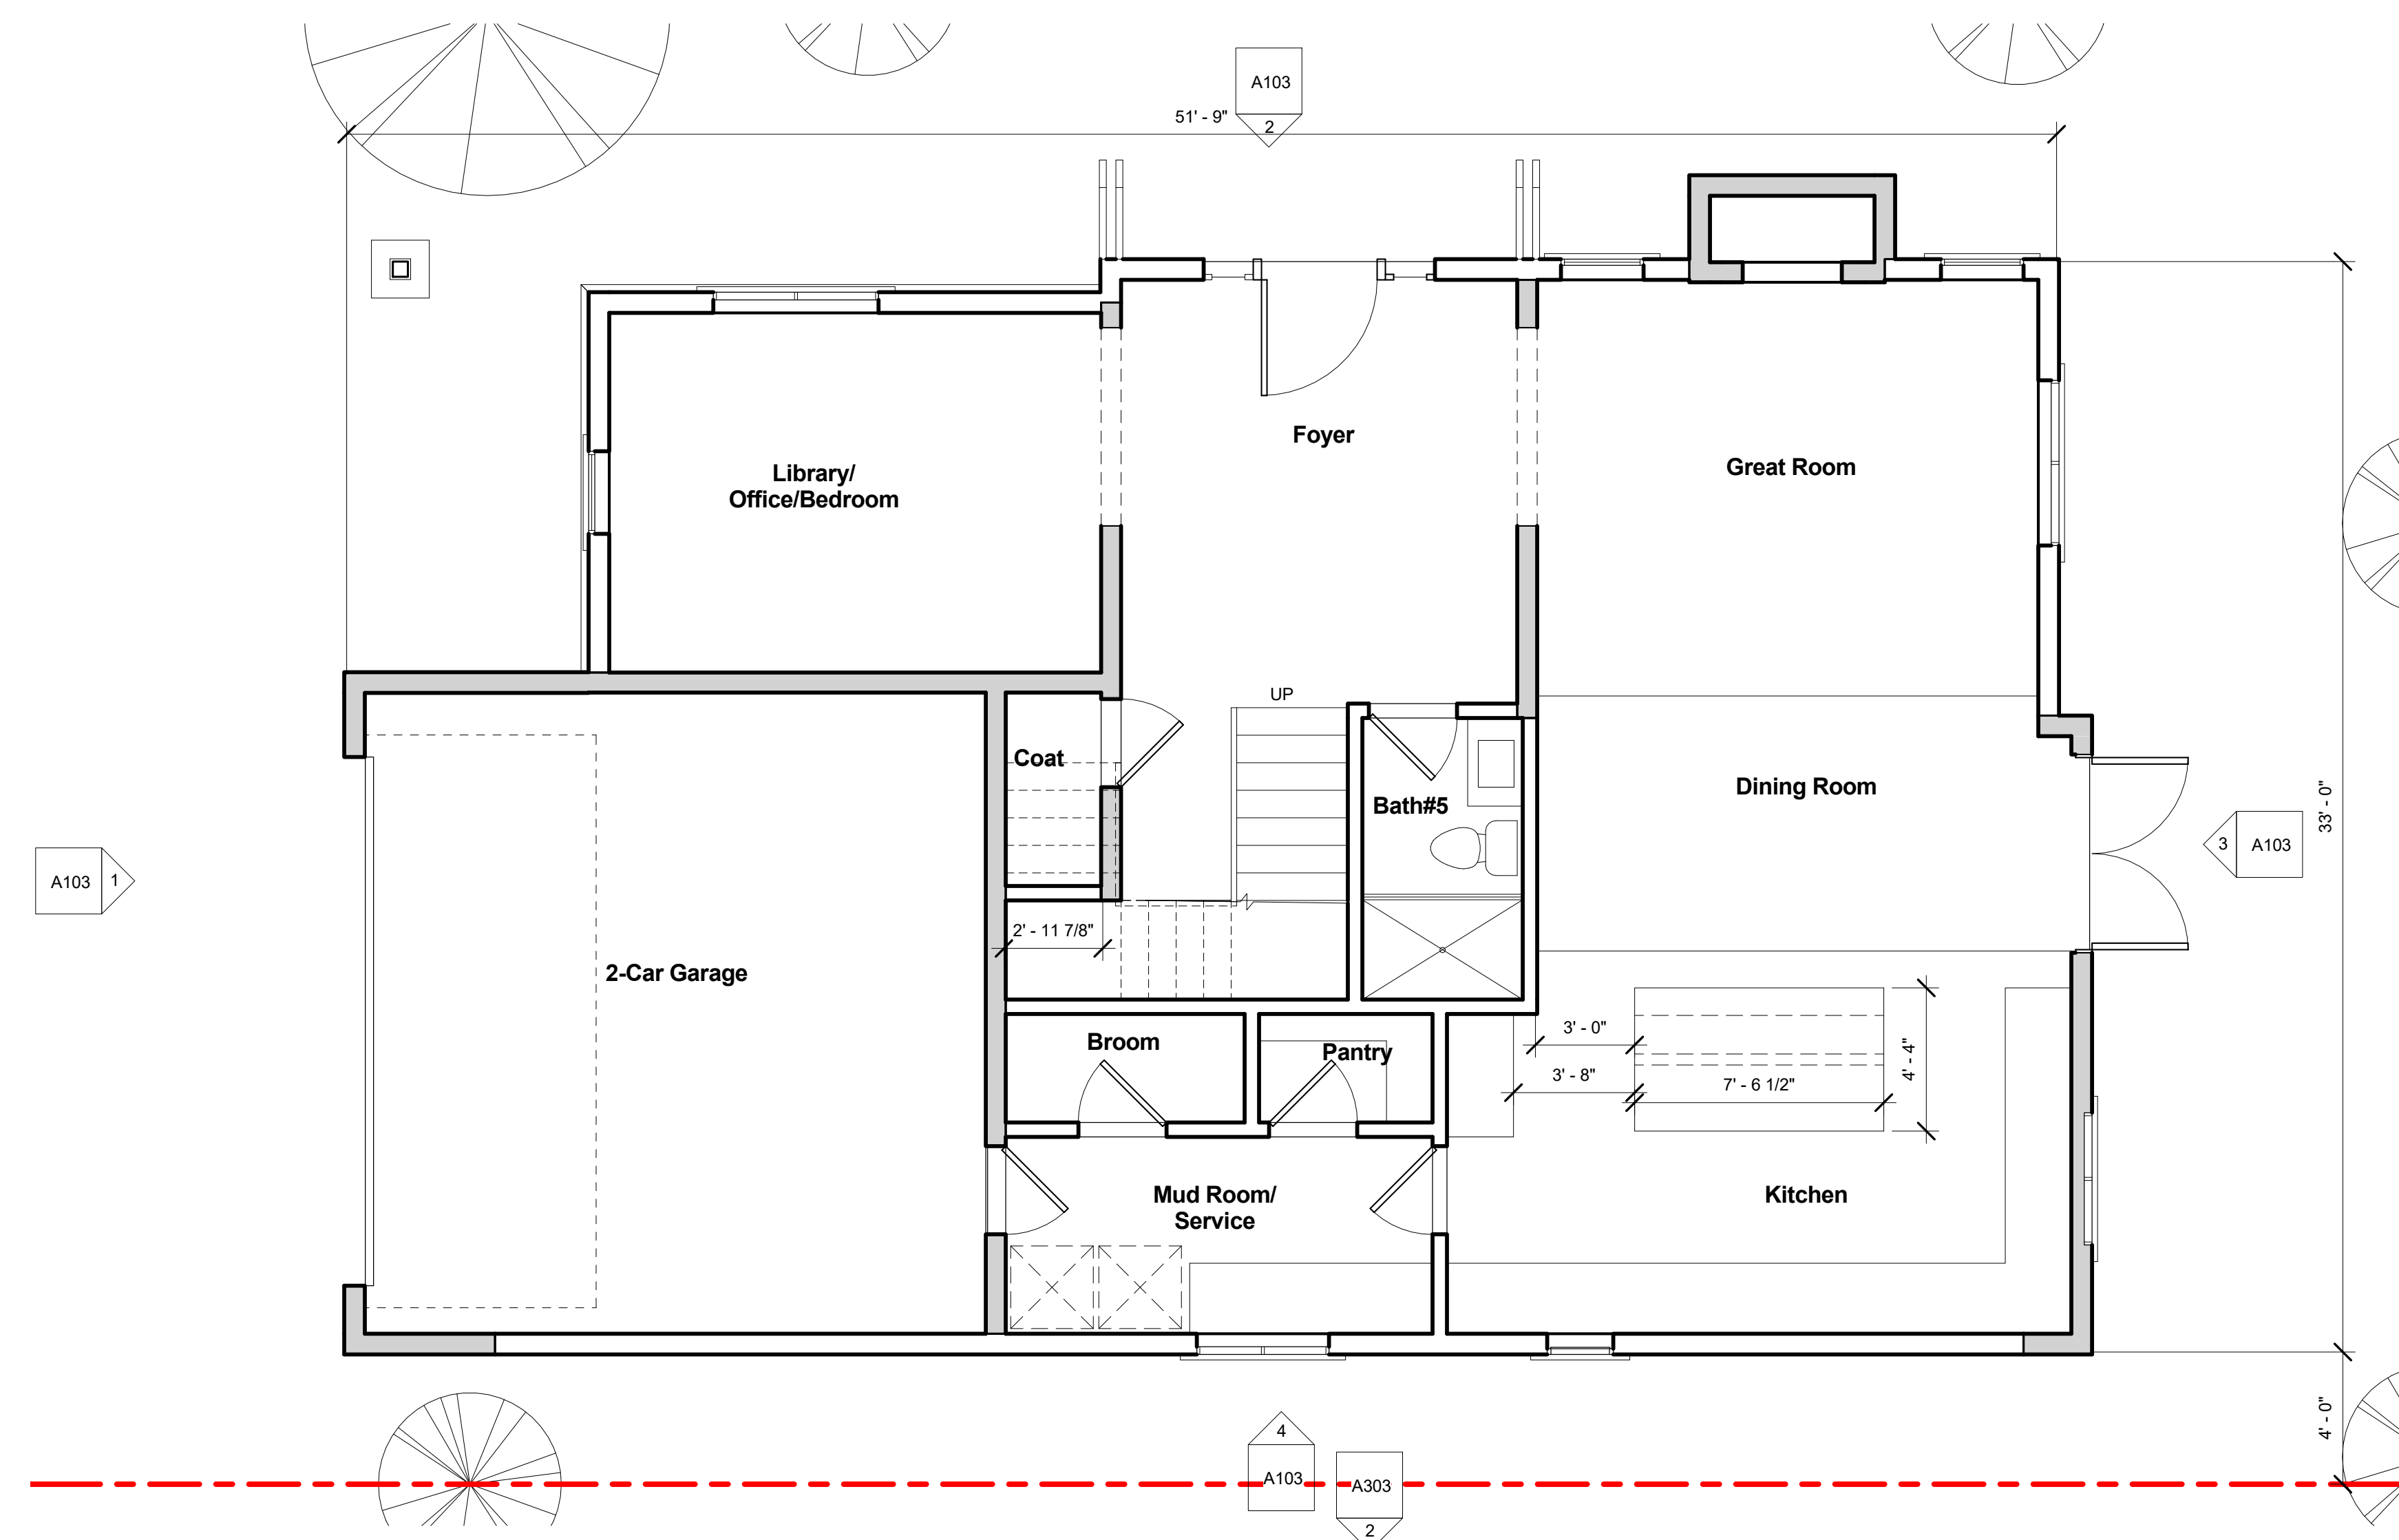 A103
51' - 9"
2
Foyer
Great Room
Library/
Office/Bedroom
UP
Coat
Dining Room
Bath#5
33' - 0"
A103
1
3
A103
2' - 11 7/8"
2-Car Garage
3' - 0"
Broom
Pantry
4' - 4"
3' - 8"
7' - 6 1/2"
Mud Room/
Service
Kitchen
4' - 0"
4
A103
A303
2